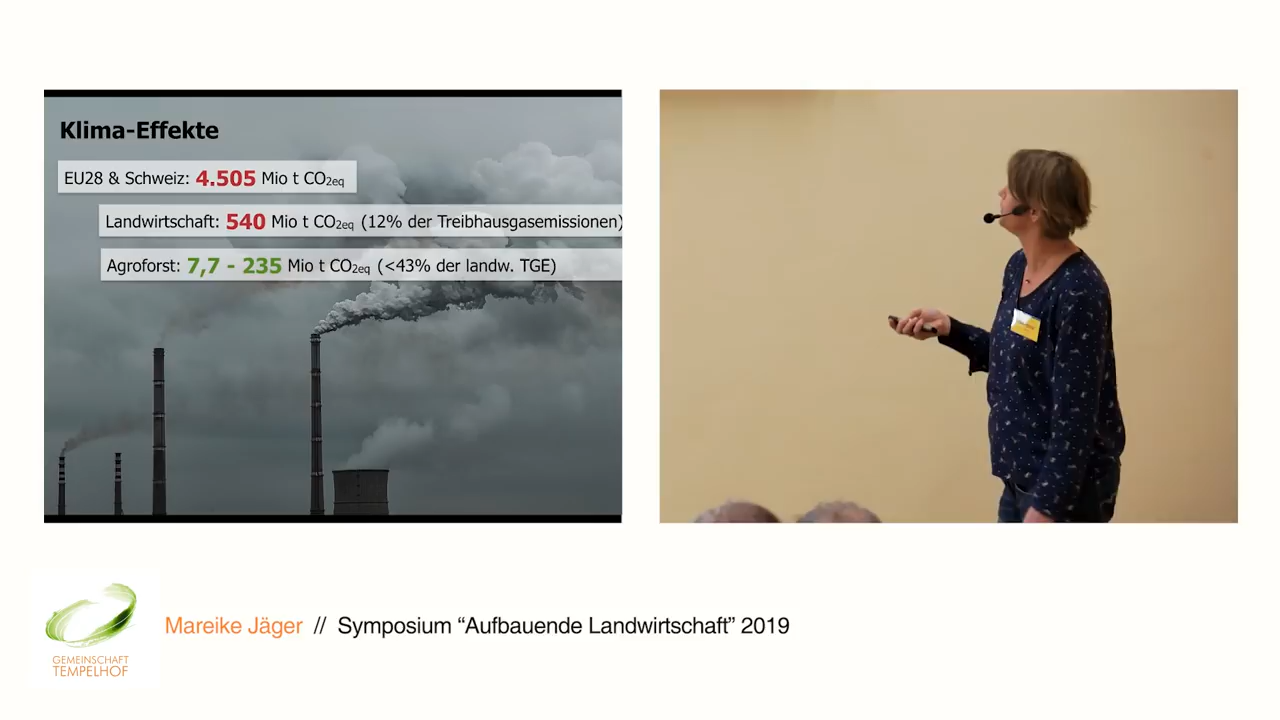 Klima-Effekte
EU28 & Schweiz: 4.505 Mio t CO2eq
Landwirtschaft: 540 Mio t CO2eq (12% der Treibhausgasemissionen)
Agroforst: 7,7 - 235 Mio t CO2eq (<43% der landw. TGE)
GEMEINSCHAFT
TEMPELHOF
Mareike Jäger // Symposium “Aufbauende Landwirtschaft” 2019